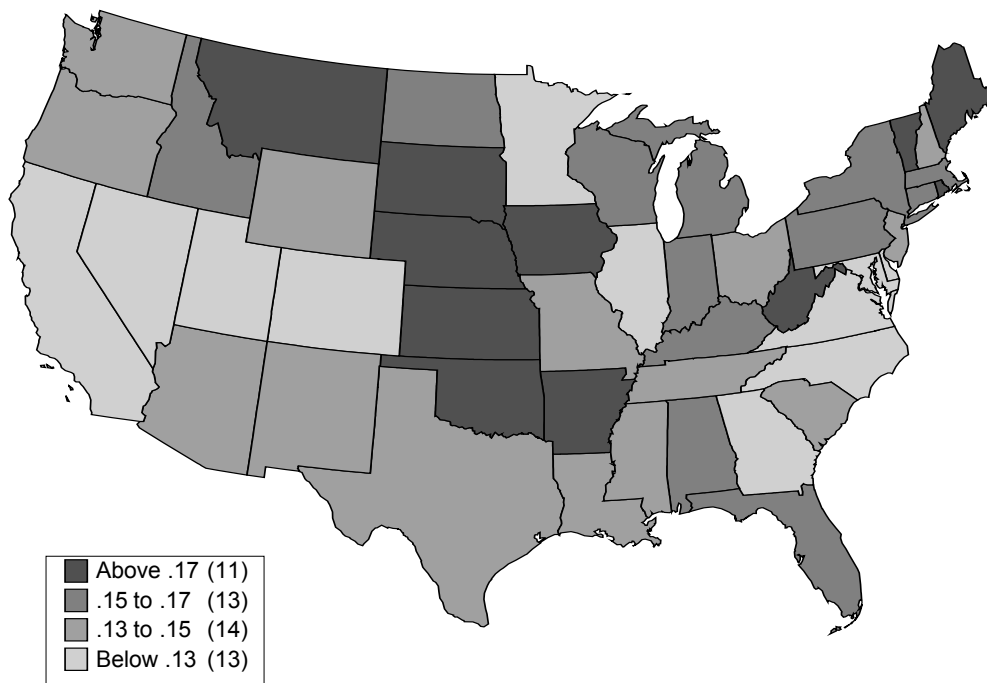 Above .17 (11)
.15 to .17 (13)
.13 to .15 (14)
Below .13 (13)